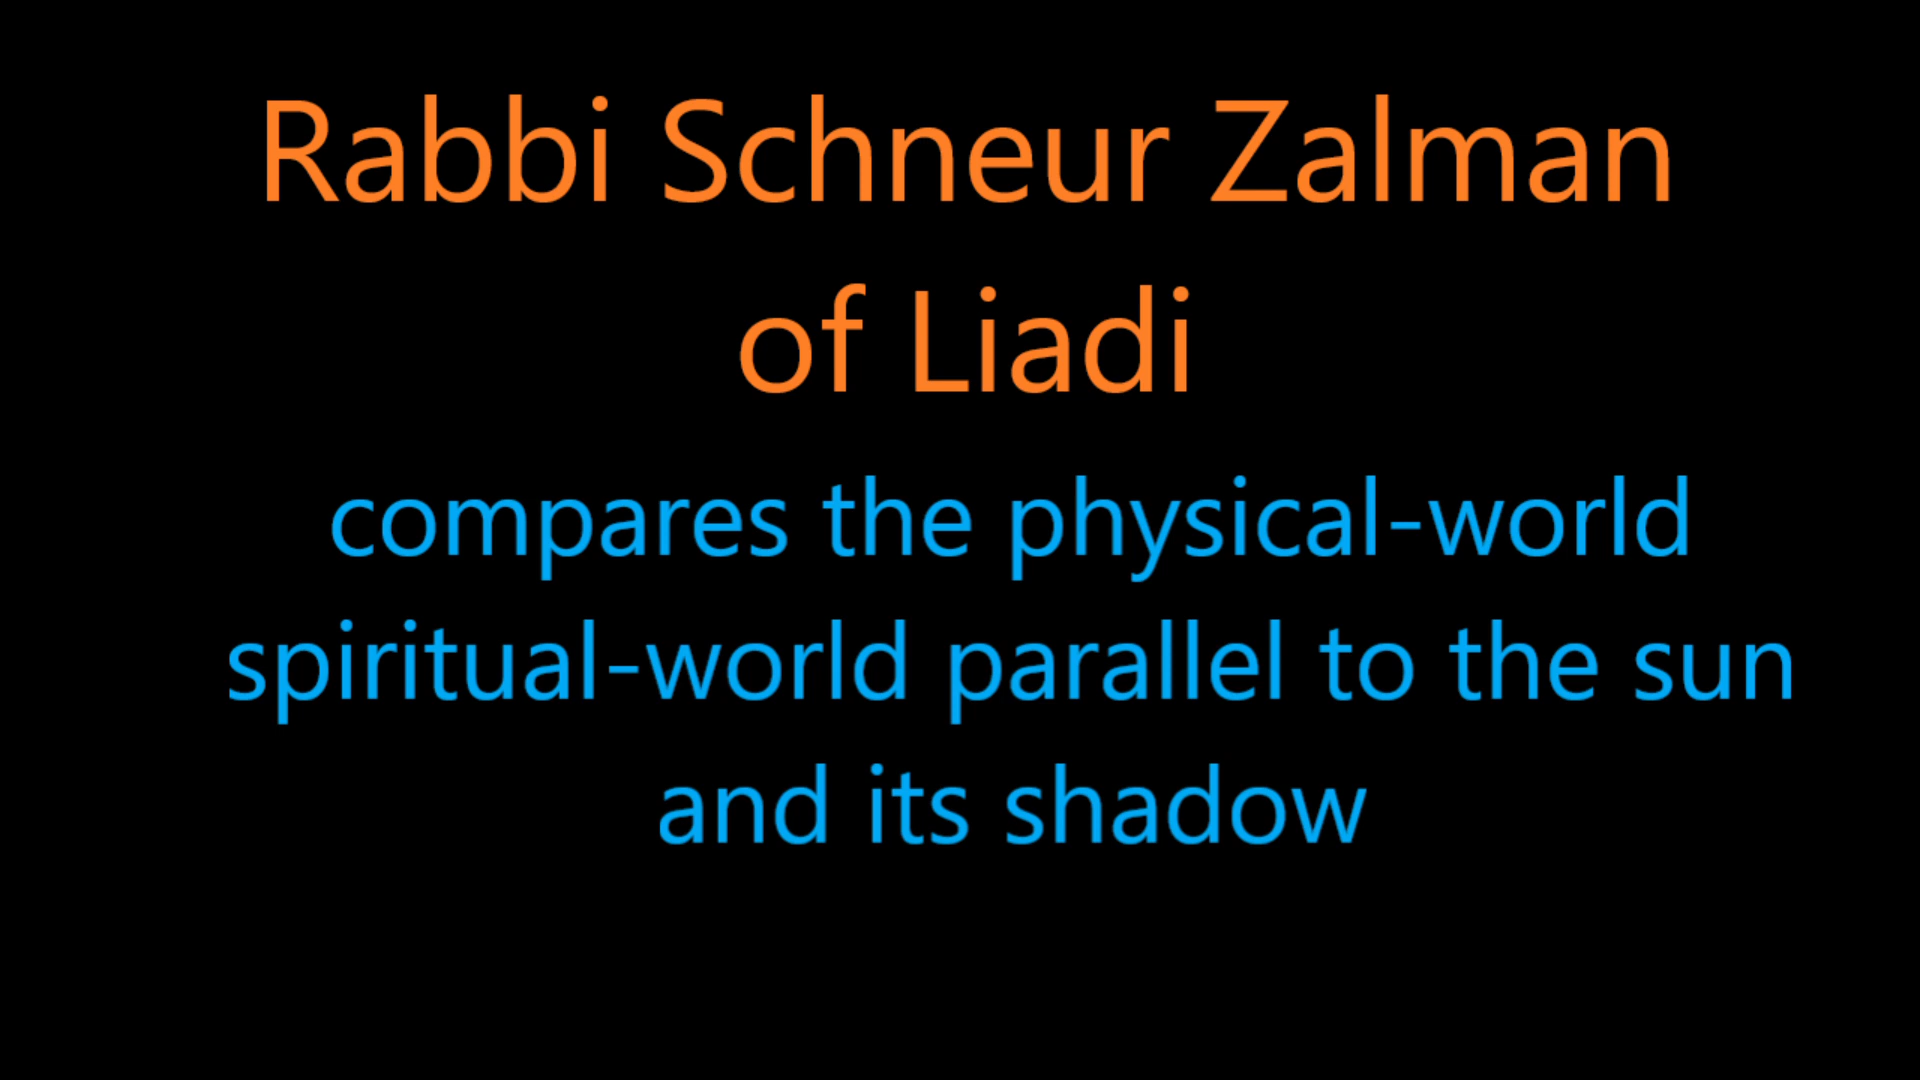 Rabbi Schneur Zalman
of Liadi
compares the physical-world
spiritual-world parallel to the sun
and its shadow